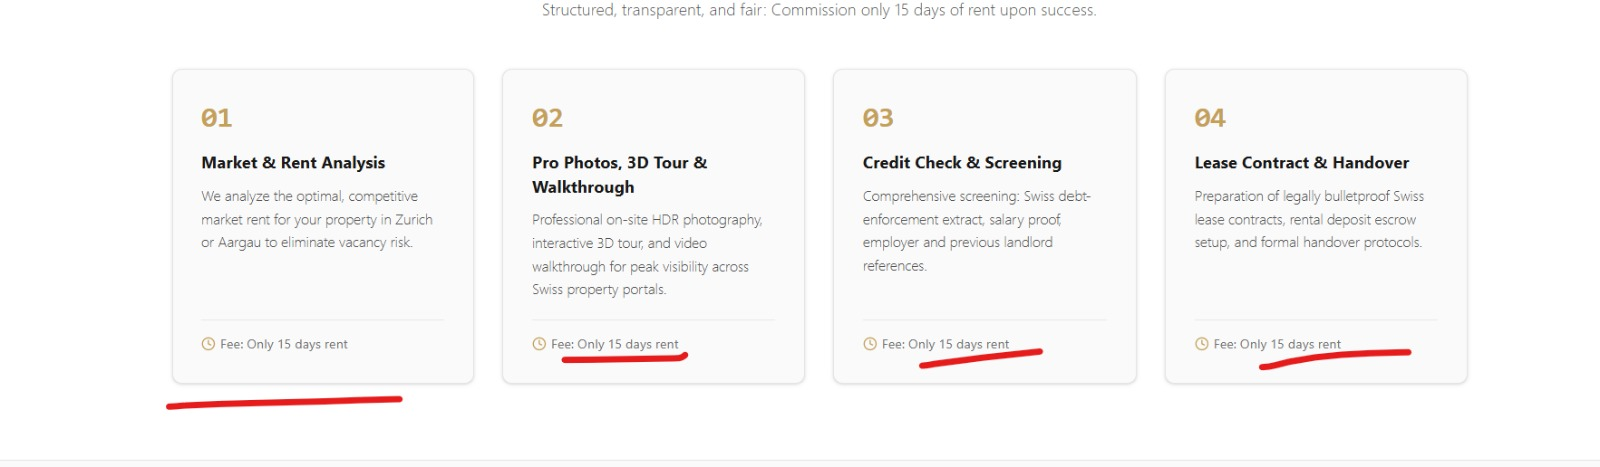 Structured, transparent, and fair: Commission only 15 days of rent upon success.
01
Market & Rent Analysis
We analyze the optimal, competitive
market rent for your property in Zurich
or Aargau to eliminate vacancy risk.
Fee: Only 15 days rent
02
Pro Photos, 3D Tour &
Walkthrough
Professional on-site HDR photography,
interactive 3D tour, and video
walkthrough for peak visibility across
Swiss property portals.
Fee: Only 15 days rent
03
Credit Check & Screening
Comprehensive screening: Swiss debt-
enforcement extract, salary proof,
employer and previous landlord
references.
Fee: Only 15 days rent
04
Lease Contract & Handover
Preparation of legally bulletproof Swiss
lease contracts, rental deposit escrow
setup, and formal handover protocols.
Fee: Only 15 days rent